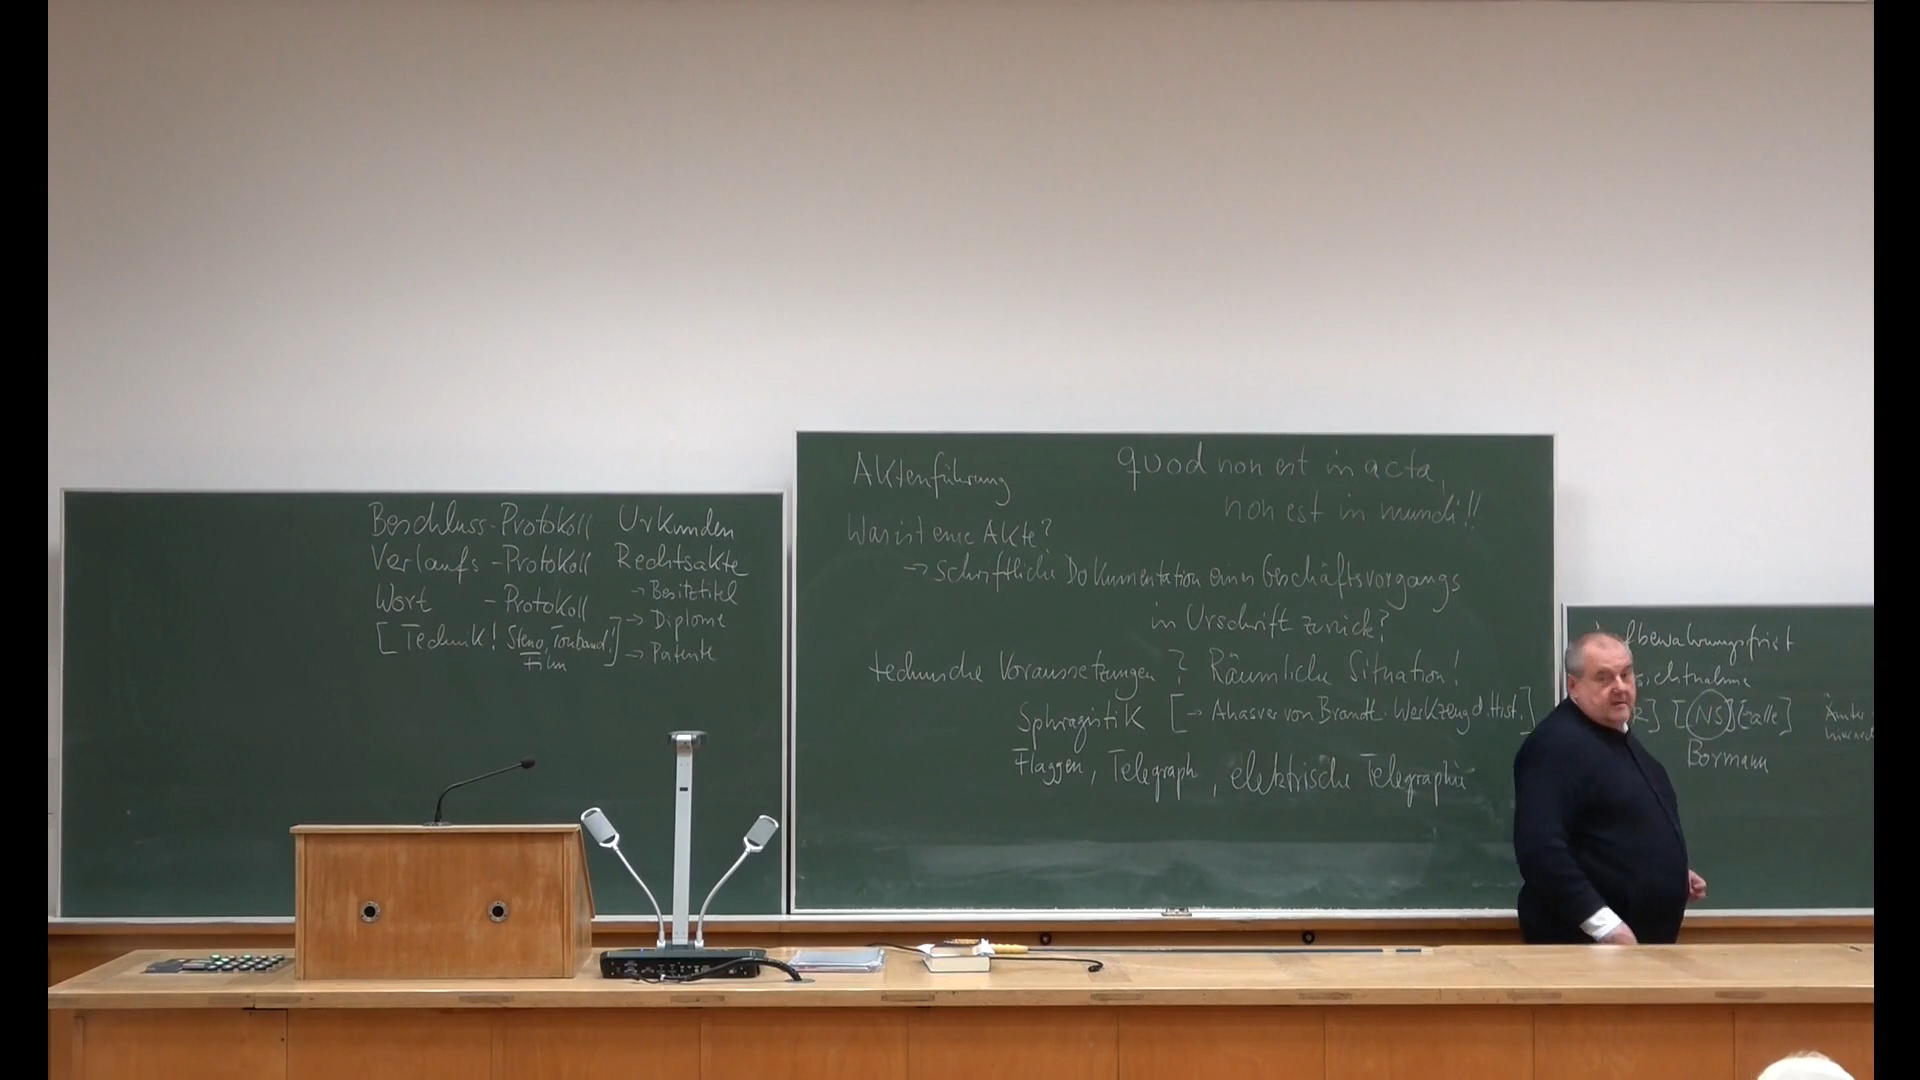 Beschluss-Protokoll Urkunden
Verlaufs-Protokoll Rechtsakte
Wort -Protokoll → Besitztitel
[Technik! Steno, Tonband!] → Diplome
Film → Patente
Aktenführung quod non est in acta,
non est in mundi!!
Was ist eine Akte?
→ Schriftliche Dokumentation eines Geschäftsvorgangs
in Urschrift zurück?
technische Voraussetzungen? Räumliche Situation!
Sphragistik [→ Ahasver von Brandt. Werkzeug d. Hist.]
Flaggen, Telegraph, elektrische Telegraphie
fbewahrungsfrist
sichtnahme
] [NS] [-alle]
Bormann